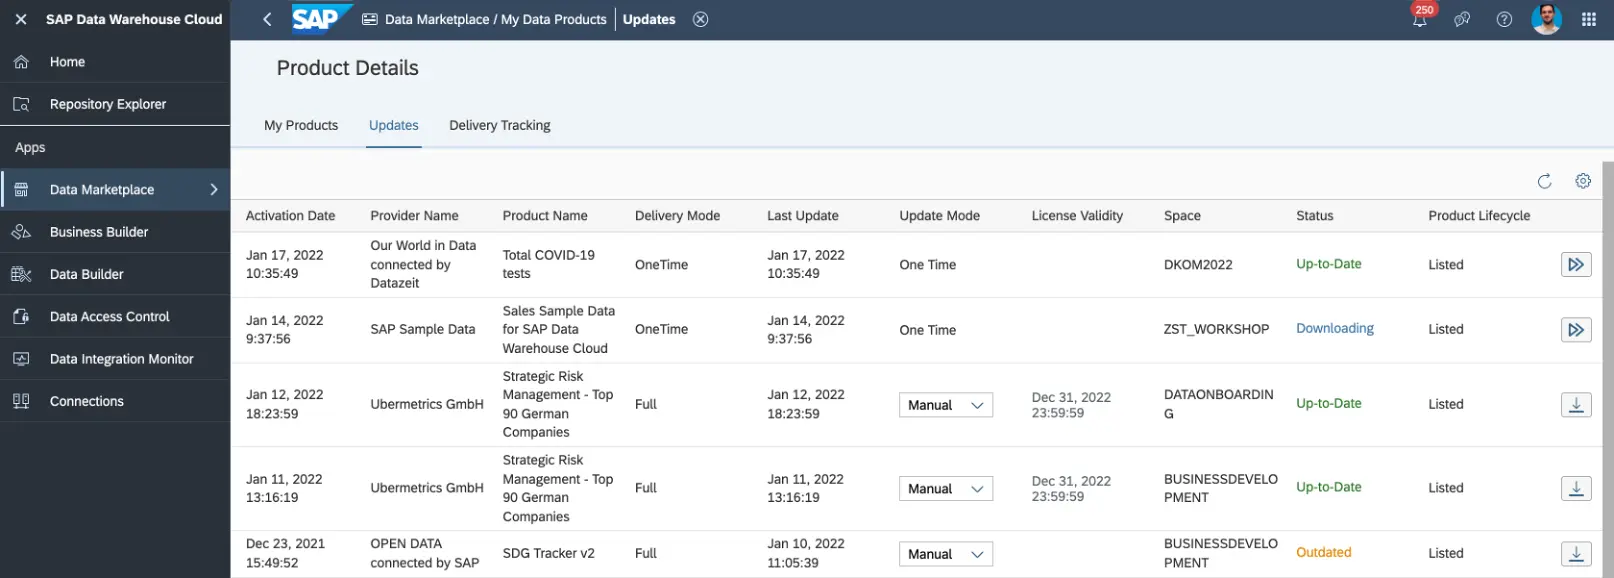 SAP Data Warehouse Cloud
SAP
Data Marketplace / My Data Products
Updates
250
Home
Repository Explorer
Apps
Data Marketplace
Business Builder
Data Builder
Data Access Control
Data Integration Monitor
Connections
Product Details
My Products
Updates
Delivery Tracking
Activation Date
Provider Name
Product Name
Delivery Mode
Last Update
Update Mode
License Validity
Space
Status
Product Lifecycle
Jan 17, 2022
10:35:49
Our World in Data
connected by
Datazeit
Total COVID-19
tests
OneTime
Jan 17, 2022
10:35:49
One Time
DKOM2022
Up-to-Date
Listed
Jan 14, 2022
9:37:56
SAP Sample Data
Sales Sample Data
for SAP Data
Warehouse Cloud
OneTime
Jan 14, 2022
9:37:56
One Time
ZST_WORKSHOP
Downloading
Listed
Jan 12, 2022
18:23:59
Ubermetrics GmbH
Strategic Risk
Management - Top
90 German
Companies
Full
Jan 12, 2022
18:23:59
Manual
Dec 31, 2022
23:59:59
DATAONBOARDIN
G
Up-to-Date
Listed
Jan 11, 2022
13:16:19
Ubermetrics GmbH
Strategic Risk
Management - Top
90 German
Companies
Full
Jan 11, 2022
13:16:19
Manual
Dec 31, 2022
23:59:59
BUSINESSDEVELO
PMENT
Up-to-Date
Listed
Dec 23, 2021
15:49:52
OPEN DATA
connected by SAP
SDG Tracker v2
Full
Jan 10, 2022
11:05:39
Manual
BUSINESSDEVELO
PMENT
Outdated
Listed